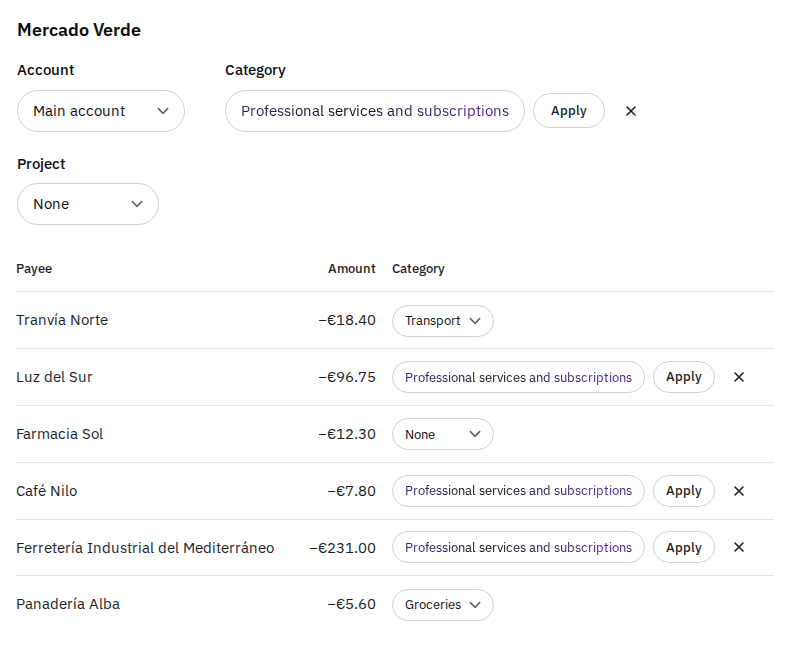 Mercado Verde
Account Category
Main account Professional services and subscriptions Apply
Project
None
Payee Amount Category
Tranvía Norte −€18.40 Transport
Luz del Sur −€96.75 Professional services and subscriptions Apply
Farmacia Sol −€12.30 None
Café Nilo −€7.80 Professional services and subscriptions Apply
Ferretería Industrial del Mediterráneo −€231.00 Professional services and subscriptions Apply
Panadería Alba −€5.60 Groceries